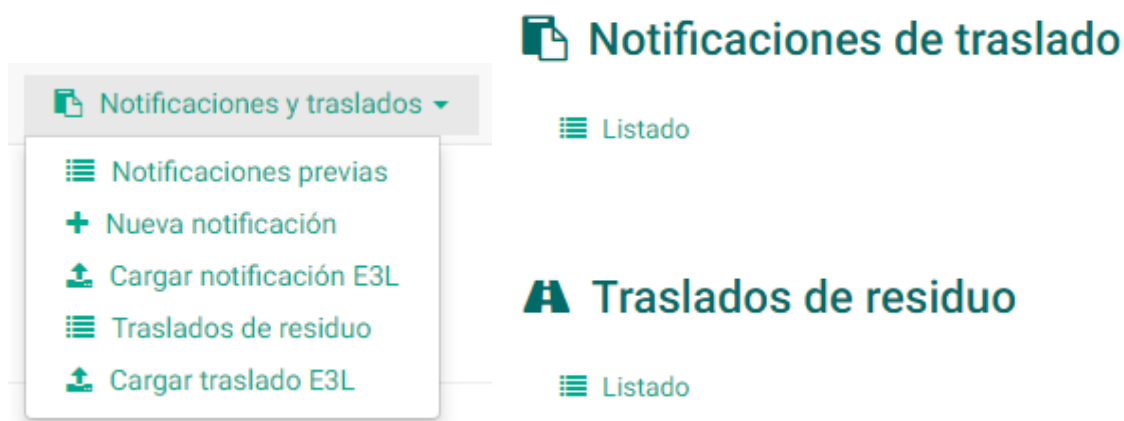 Notificaciones y traslados
Notificaciones previas
Nueva notificación
Cargar notificación E3L
Traslados de residuo
Cargar traslado E3L
Notificaciones de traslado
Listado
Traslados de residuo
Listado